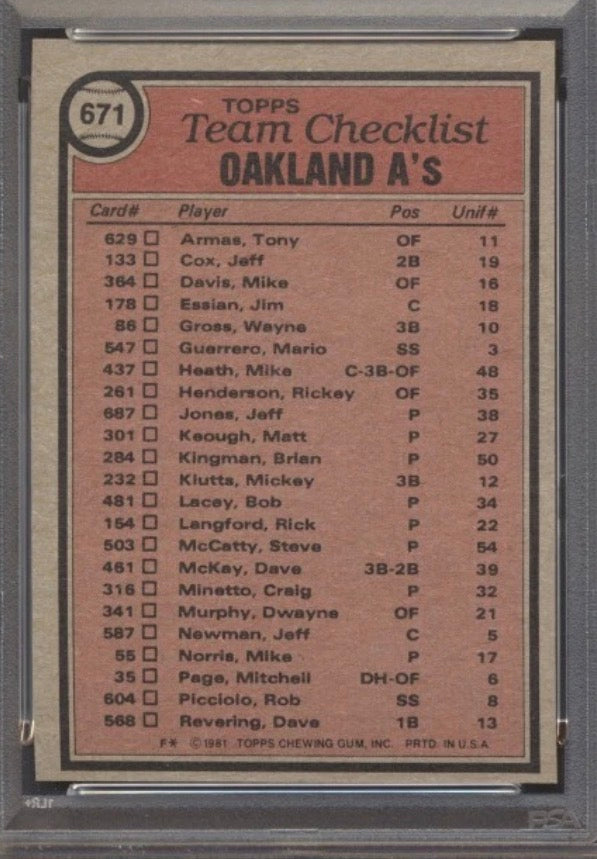 671
TOPPS
Team Checklist
OAKLAND A'S
Card# Player Pos Unif#
629 Armas, Tony OF 11
133 Cox, Jeff 2B 19
364 Davis, Mike OF 16
178 Essian, Jim C 18
86 Gross, Wayne 3B 10
547 Guerrero, Mario SS 3
437 Heath, Mike C-3B-OF 48
261 Henderson, Rickey OF 35
687 Jones, Jeff P 38
301 Keough, Matt P 27
284 Kingman, Brian P 50
232 Klutts, Mickey 3B 12
481 Lacey, Bob P 34
154 Langford, Rick P 22
503 McCatty, Steve P 54
461 McKay, Dave 3B-2B 39
316 Minetto, Craig P 32
341 Murphy, Dwayne OF 21
587 Newman, Jeff C 5
55 Norris, Mike P 17
35 Page, Mitchell DH-OF 6
604 Picciolo, Rob SS 8
568 Revering, Dave 1B 13
F* ©1981 TOPPS CHEWING GUM, INC. PRTD. IN U.S.A.
PSA